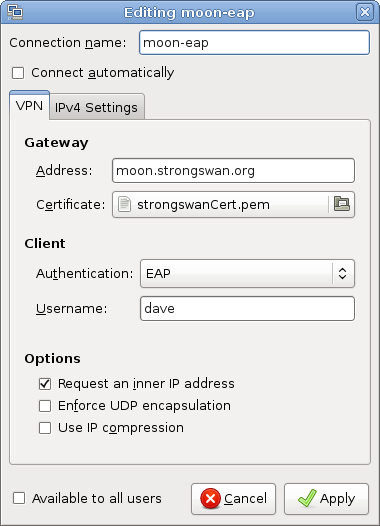 Editing moon-eap
Connection name: moon-eap
Connect automatically
VPN IPv4 Settings
Gateway
Address: moon.strongswan.org
Certificate: strongswanCert.pem
Client
Authentication: EAP
Username: dave
Options
Request an inner IP address
Enforce UDP encapsulation
Use IP compression
Available to all users Cancel Apply